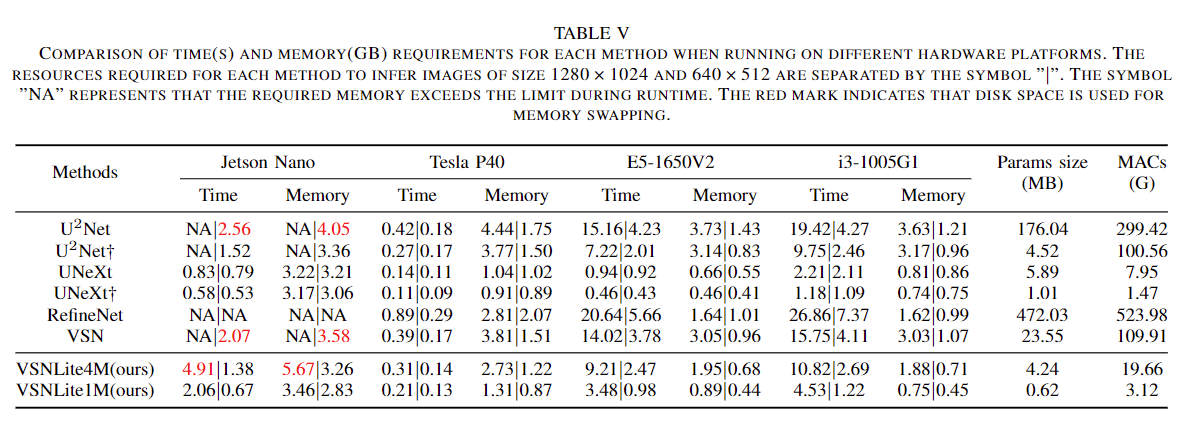 TABLE V
COMPARISON OF TIME(S) AND MEMORY(GB) REQUIREMENTS FOR EACH METHOD WHEN RUNNING ON DIFFERENT HARDWARE PLATFORMS. THE
RESOURCES REQUIRED FOR EACH METHOD TO INFER IMAGES OF SIZE 1280 × 1024 AND 640 × 512 ARE SEPARATED BY THE SYMBOL ”|”. THE SYMBOL
”NA” REPRESENTS THAT THE REQUIRED MEMORY EXCEEDS THE LIMIT DURING RUNTIME. THE RED MARK INDICATES THAT DISK SPACE IS USED FOR
MEMORY SWAPPING.
Methods Jetson Nano Tesla P40 E5-1650V2 i3-1005G1 Params size (MB) MACs (G)
Time Memory Time Memory Time Memory Time Memory
U²Net NA|2.56 NA|4.05 0.42|0.18 4.44|1.75 15.16|4.23 3.73|1.43 19.42|4.27 3.63|1.21 176.04 299.42
U²Net† NA|1.52 NA|3.36 0.27|0.17 3.77|1.50 7.22|2.01 3.14|0.83 9.75|2.46 3.17|0.96 4.52 100.56
UNeXt 0.83|0.79 3.22|3.21 0.14|0.11 1.04|1.02 0.94|0.92 0.66|0.55 2.21|2.11 0.81|0.86 5.89 7.95
UNeXt† 0.58|0.53 3.17|3.06 0.11|0.09 0.91|0.89 0.46|0.43 0.46|0.41 1.18|1.09 0.74|0.75 1.01 1.47
RefineNet NA|NA NA|NA 0.89|0.29 2.81|2.07 20.64|5.66 1.64|1.01 26.86|7.37 1.62|0.99 472.03 523.98
VSN NA|2.07 NA|3.58 0.39|0.17 3.81|1.51 14.02|3.78 3.05|0.96 15.75|4.11 3.03|1.07 23.55 109.91
VSNLite4M(ours) 4.91|1.38 5.67|3.26 0.31|0.14 2.73|1.22 9.21|2.47 1.95|0.68 10.82|2.69 1.88|0.71 4.24 19.66
VSNLite1M(ours) 2.06|0.67 3.46|2.83 0.21|0.13 1.31|0.87 3.48|0.98 0.89|0.44 4.53|1.22 0.75|0.45 0.62 3.12